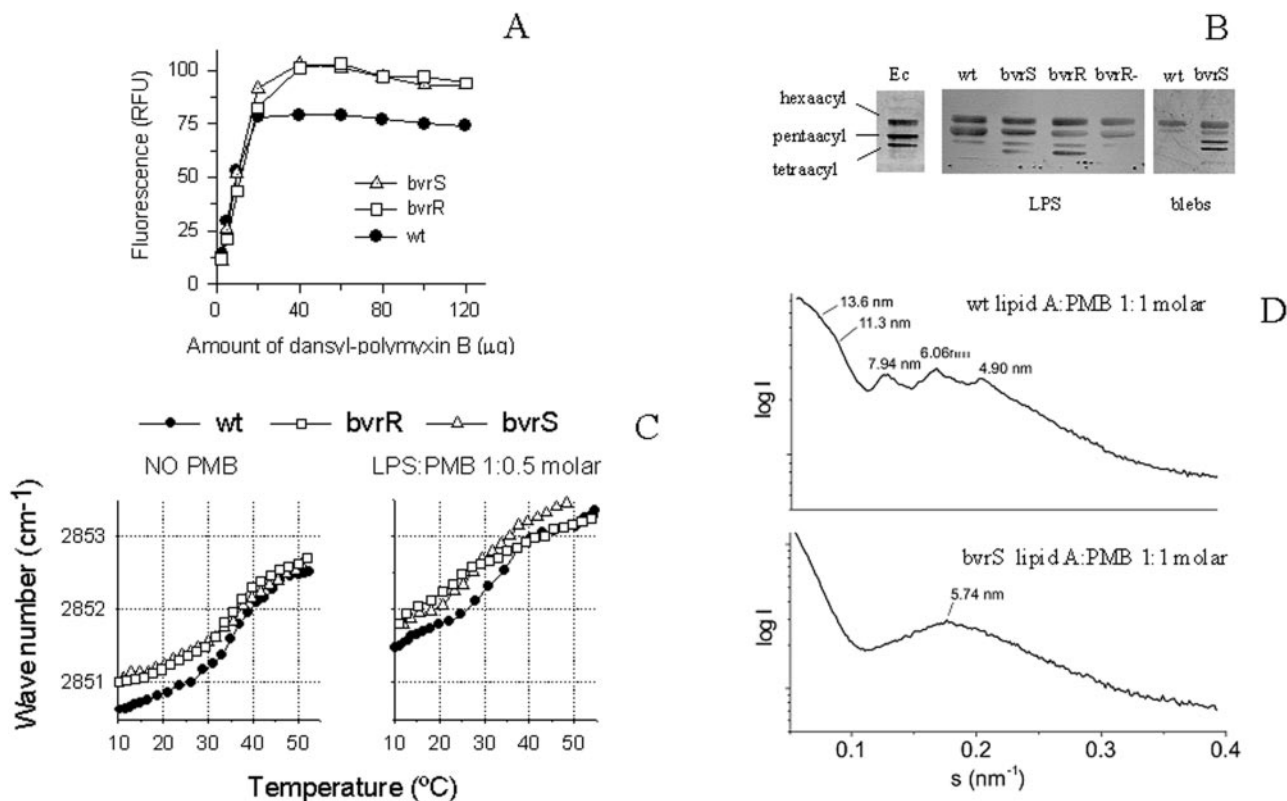 A
Fluorescence (RFU)
100
75
50
25
0
bvrS
bvrR
wt
0 20 40 60 80 100 120
Amount of dansyl-polymyxin B (μg)
B
Ec
wt bvrS bvrR bvrR-
wt bvrS
hexaacyl
pentaacyl
tetraacyl
LPS
blebs
wt bvrR bvrS
C
NO PMB
LPS:PMB 1:0.5 molar
Wave number (cm-1)
2853
2852
2851
10 20 30 40 50
10 20 30 40 50
Temperature (ºC)
D
wt lipid A:PMB 1:1 molar
13.6 nm
11.3 nm
7.94 nm
6.06nm
4.90 nm
log I
bvrS lipid A:PMB 1:1 molar
5.74 nm
log I
0.1 0.2 0.3 0.4
s (nm-1)